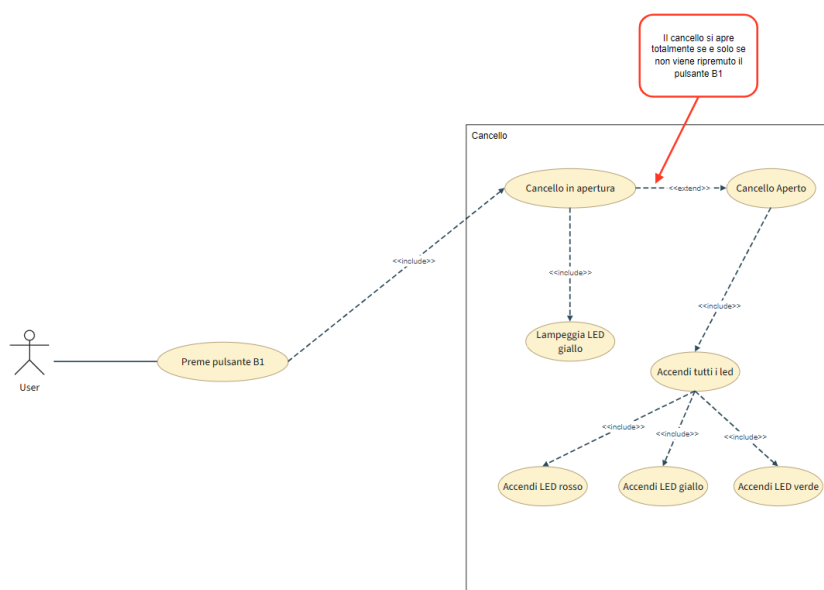 Il cancello si apre
totalmente se e solo se
non viene ripremuto il
pulsante B1
Cancello
Cancello in apertura
<<extend>>
Cancello Aperto
<<include>>
<<include>>
<<include>>
Lampeggia LED
giallo
Preme pulsante B1
User
Accendi tutti i led
<<include>>
<<include>>
<<include>>
Accendi LED rosso
Accendi LED giallo
Accendi LED verde